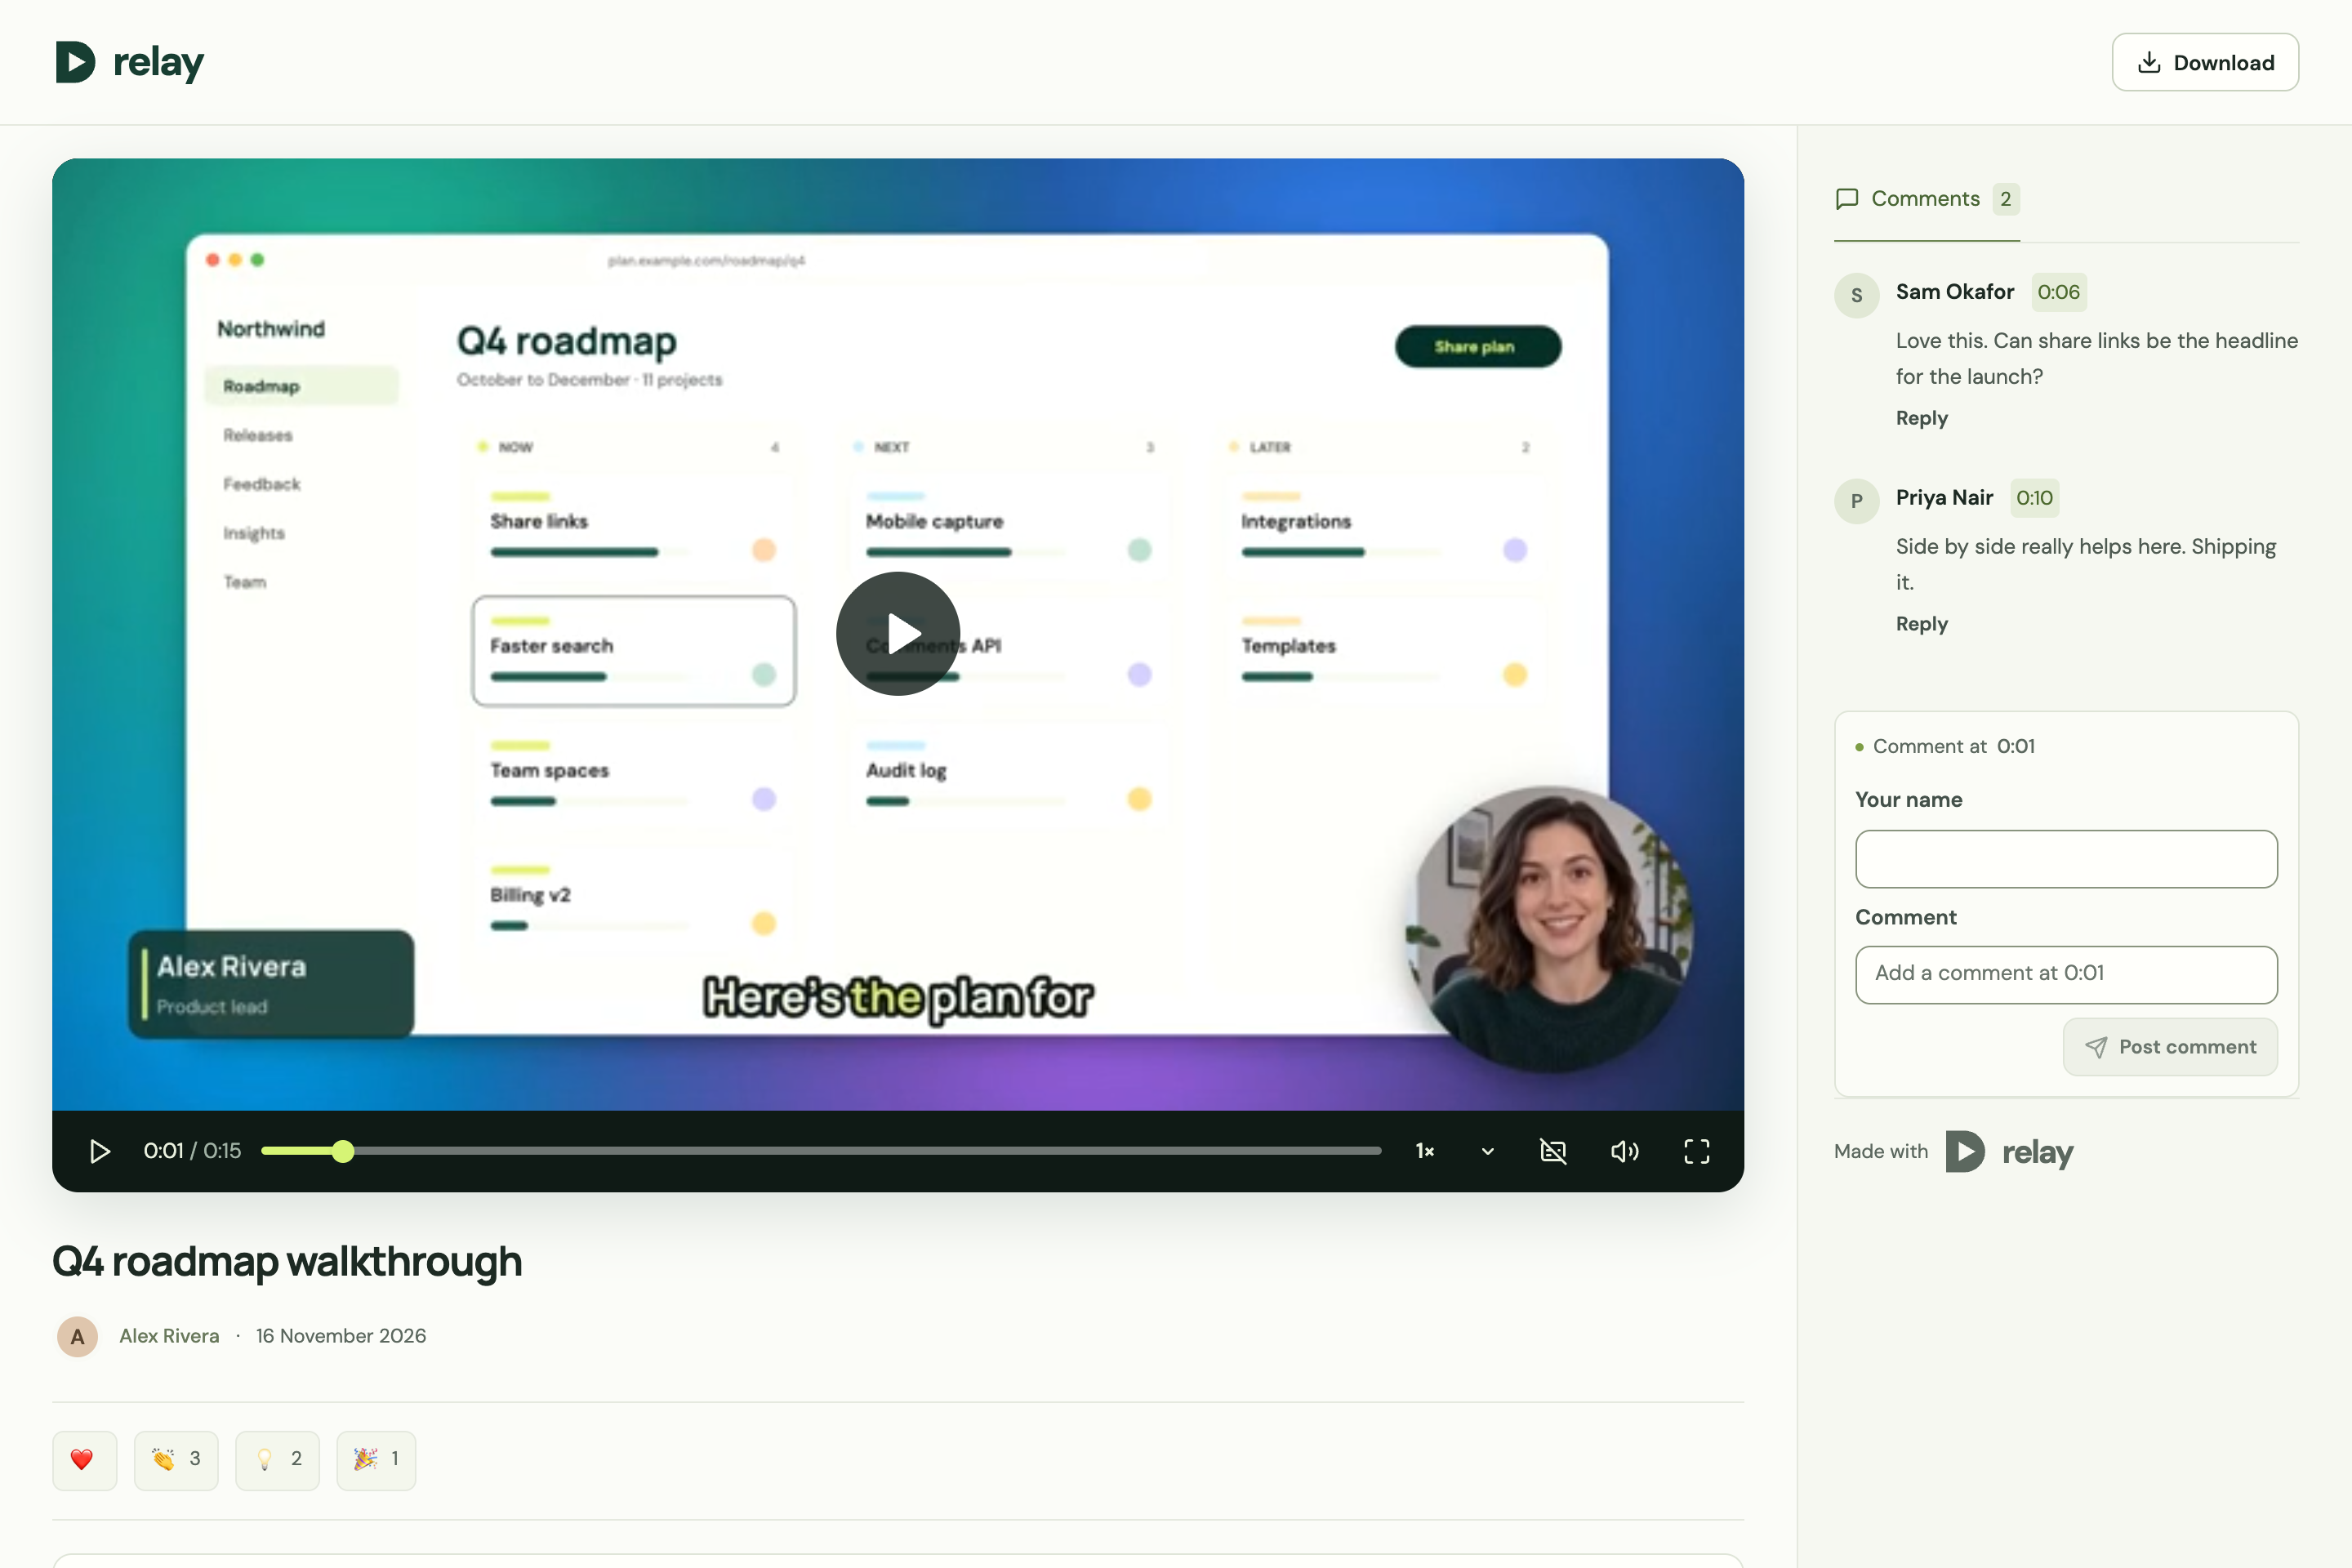 relay
Download
plan.example.com/roadmap/q4
Northwind
Roadmap
Releases
Feedback
Insights
Team
Q4 roadmap
October to December · 11 projects
Share plan
NOW 4
Share links
Faster search
Team spaces
Billing v2
NEXT 3
Mobile capture
API
Audit log
LATER 2
Integrations
Templates
Alex Rivera
Product lead
Here's the plan for
0:01 / 0:15
1×
Q4 roadmap walkthrough
A Alex Rivera · 16 November 2026
3
2
1
Comments 2
S Sam Okafor 0:06
Love this. Can share links be the headline
for the launch?
Reply
P Priya Nair 0:10
Side by side really helps here. Shipping
it.
Reply
Comment at 0:01
Your name
Comment
Add a comment at 0:01
Post comment
Made with relay